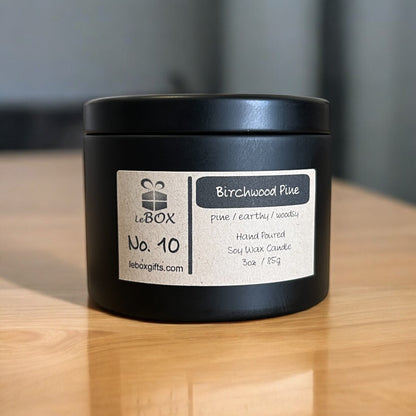 LeBOX
No. 10
leboxgifts.com
Birchwood Pine
pine / earthy / woodsy
Hand Poured
Soy Wax Candle
3oz / 85g